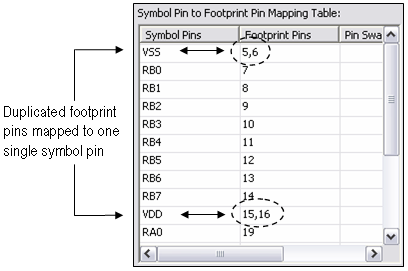 Symbol Pin to Footprint Pin Mapping Table:
Symbol Pins Footprint Pins Pin Swa
VSS 5,6
RB0 7
RB1 8
RB2 9
RB3 10
RB4 11
RB5 12
RB6 13
RB7 14
VDD 15,16
RA0 19
Duplicated footprint
pins mapped to one
single symbol pin